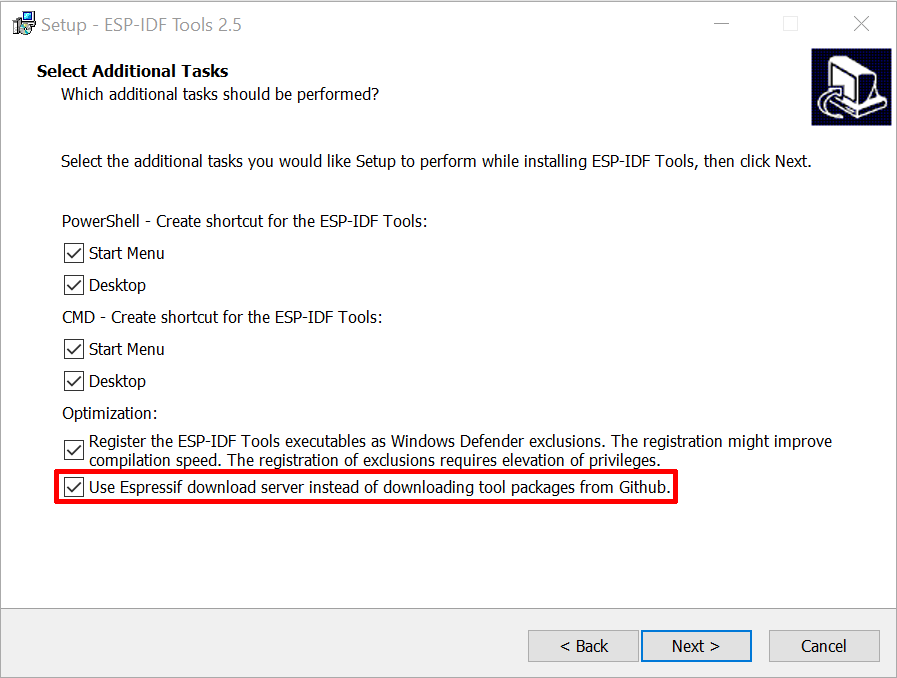 Setup - ESP-IDF Tools 2.5
Select Additional Tasks
Which additional tasks should be performed?
Select the additional tasks you would like Setup to perform while installing ESP-IDF Tools, then click Next.
PowerShell - Create shortcut for the ESP-IDF Tools:
Start Menu
Desktop
CMD - Create shortcut for the ESP-IDF Tools:
Start Menu
Desktop
Optimization:
Register the ESP-IDF Tools executables as Windows Defender exclusions. The registration might improve
compilation speed. The registration of exclusions requires elevation of privileges.
Use Espressif download server instead of downloading tool packages from Github.
< Back
Next >
Cancel